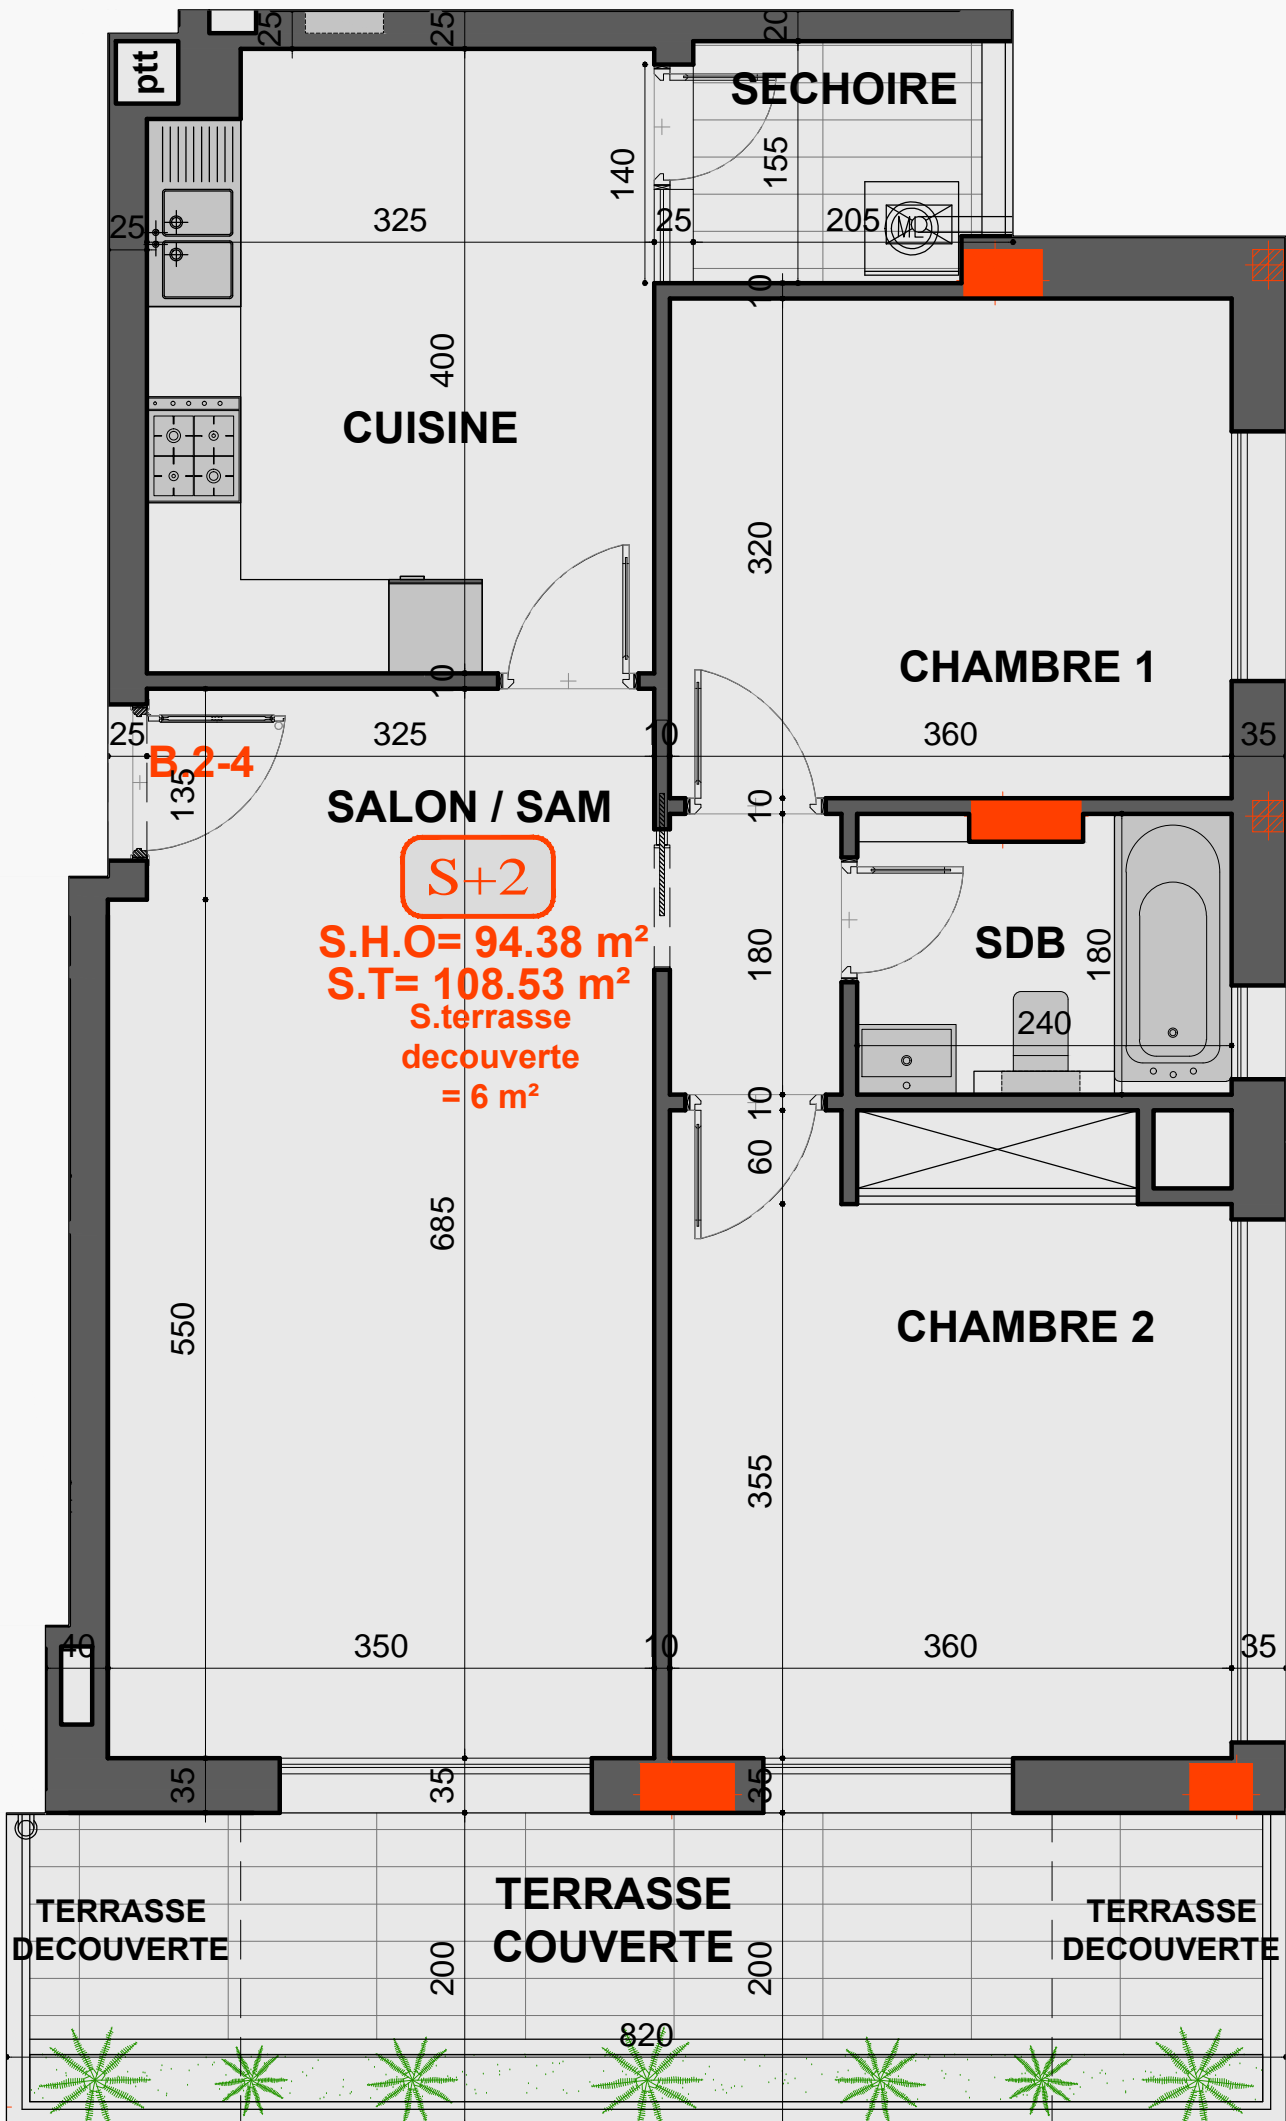 25
25
20
ptt
SECHOIRE
140
155
25
325
25
205
ML
10
400
CUISINE
320
CHAMBRE 1
10
25
325
10
360
35
B.2-4
135
SALON / SAM
10
S+2
S.H.O= 94.38 m²
S.T= 108.53 m²
S.terrasse
decouverte
= 6 m²
180
SDB
180
240
10
60
685
550
CHAMBRE 2
355
40
350
10
360
35
35
35
35
TERRASSE
COUVERTE
TERRASSE
DECOUVERTE
TERRASSE
DECOUVERTE
200
200
820